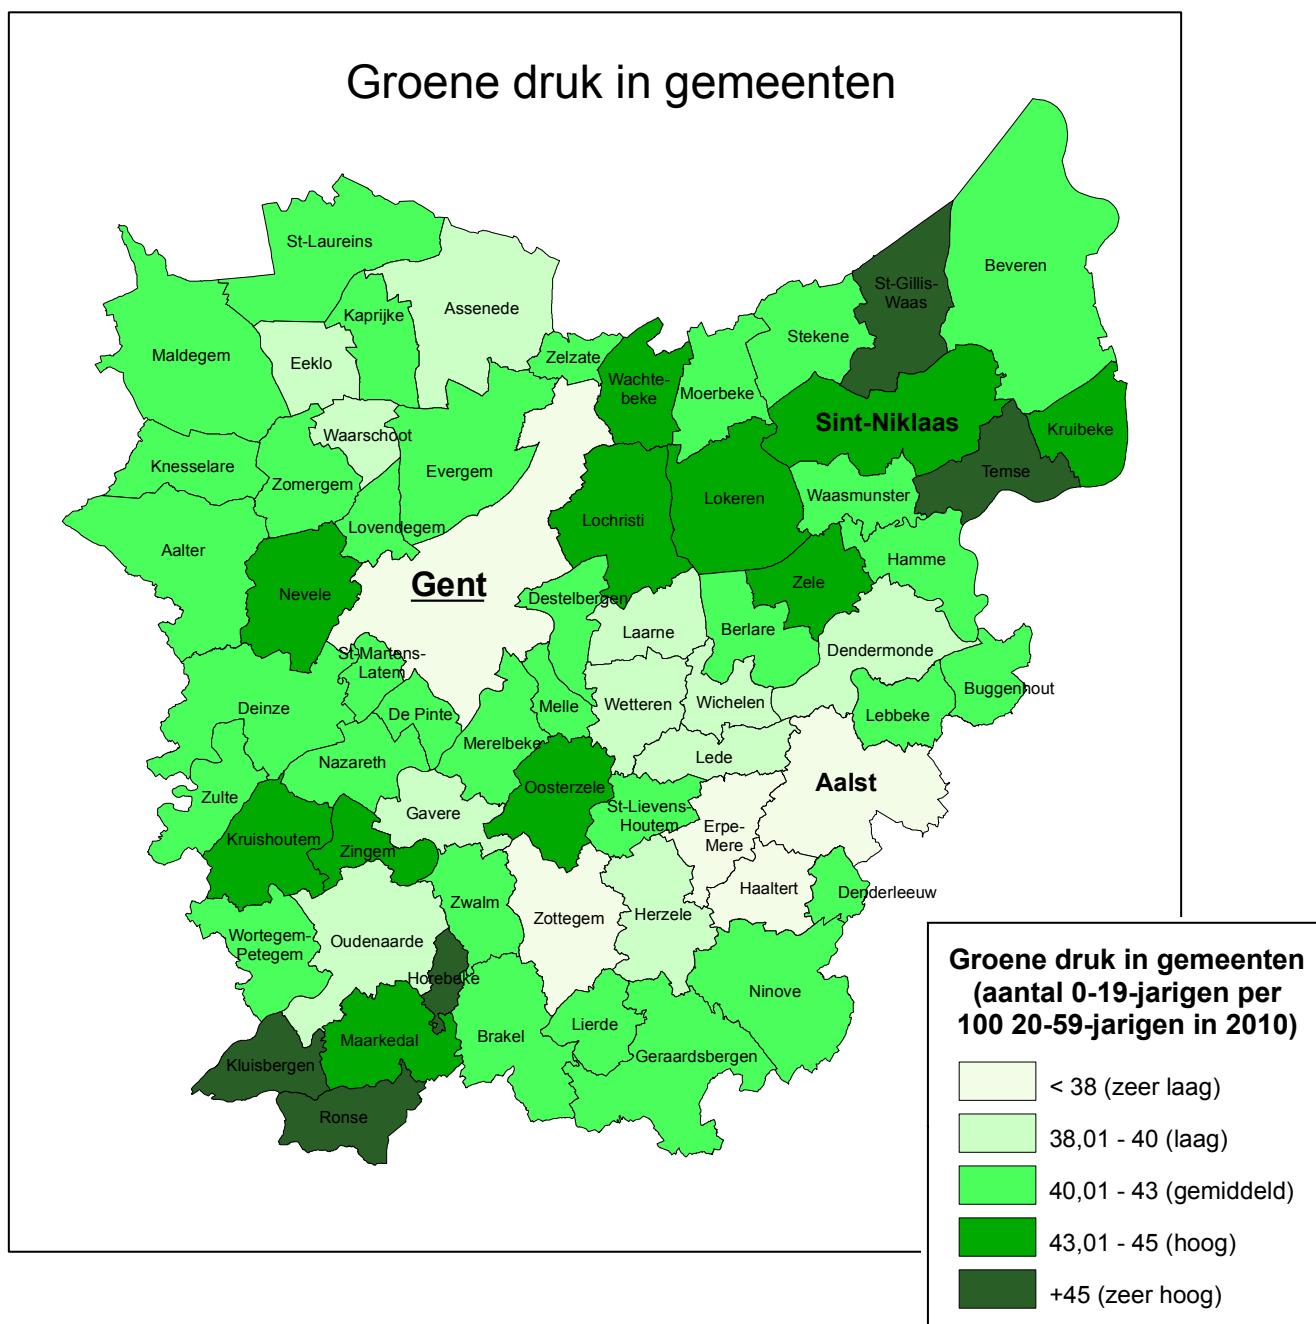 Groene druk in gemeenten
St-Laureins
Beveren
St-Gillis-
Waas
Assenede
Kaprijke
Stekene
Maldegem
Eeklo
Zelzate
Wachte-
beke
Moerbeke
Sint-Niklaas
Kruibeke
Waarschoot
Knesselare
Evergem
Temse
Zomergem
Lokeren
Waasmunster
Lochristi
Lovendegem
Aalter
Hamme
Gent
Zele
Nevele
Destelbergen
Laarne
Berlare
Dendermonde
St-Martens-
Latem
Buggenhout
Deinze
De Pinte
Melle
Wetteren
Wichelen
Lebbeke
Merelbeke
Nazareth
Lede
Aalst
Oosterzele
Zulte
St-Lievens-
Houtem
Gavere
Erpe-
Mere
Kruishoutem
Zingem
Haaltert
Denderleeuw
Zwalm
Zottegem
Herzele
Wortegem-
Petegem
Oudenaarde
Horebeke
Ninove
Lierde
Brakel
Maarkedal
Geraardsbergen
Kluisbergen
Ronse
Groene druk in gemeenten
(aantal 0-19-jarigen per
100 20-59-jarigen in 2010)
< 38 (zeer laag)
38,01 - 40 (laag)
40,01 - 43 (gemiddeld)
43,01 - 45 (hoog)
+45 (zeer hoog)